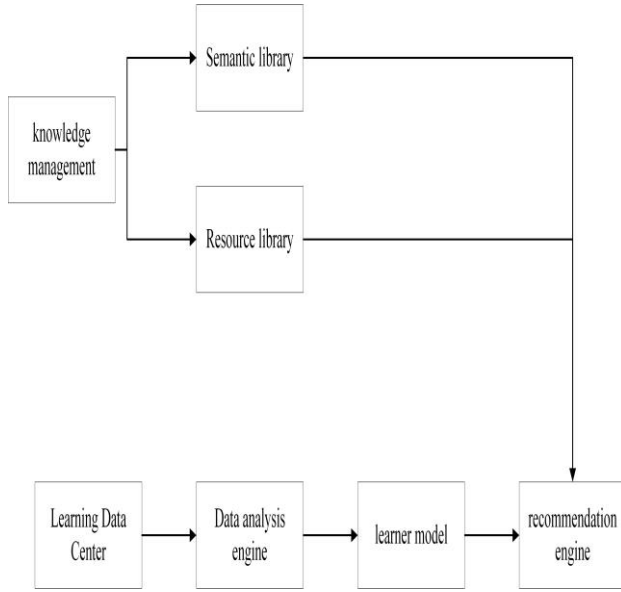 Semantic library
knowledge
management
Resource library
Learning Data
Center
Data analysis
engine
learner model
recommendation
engine